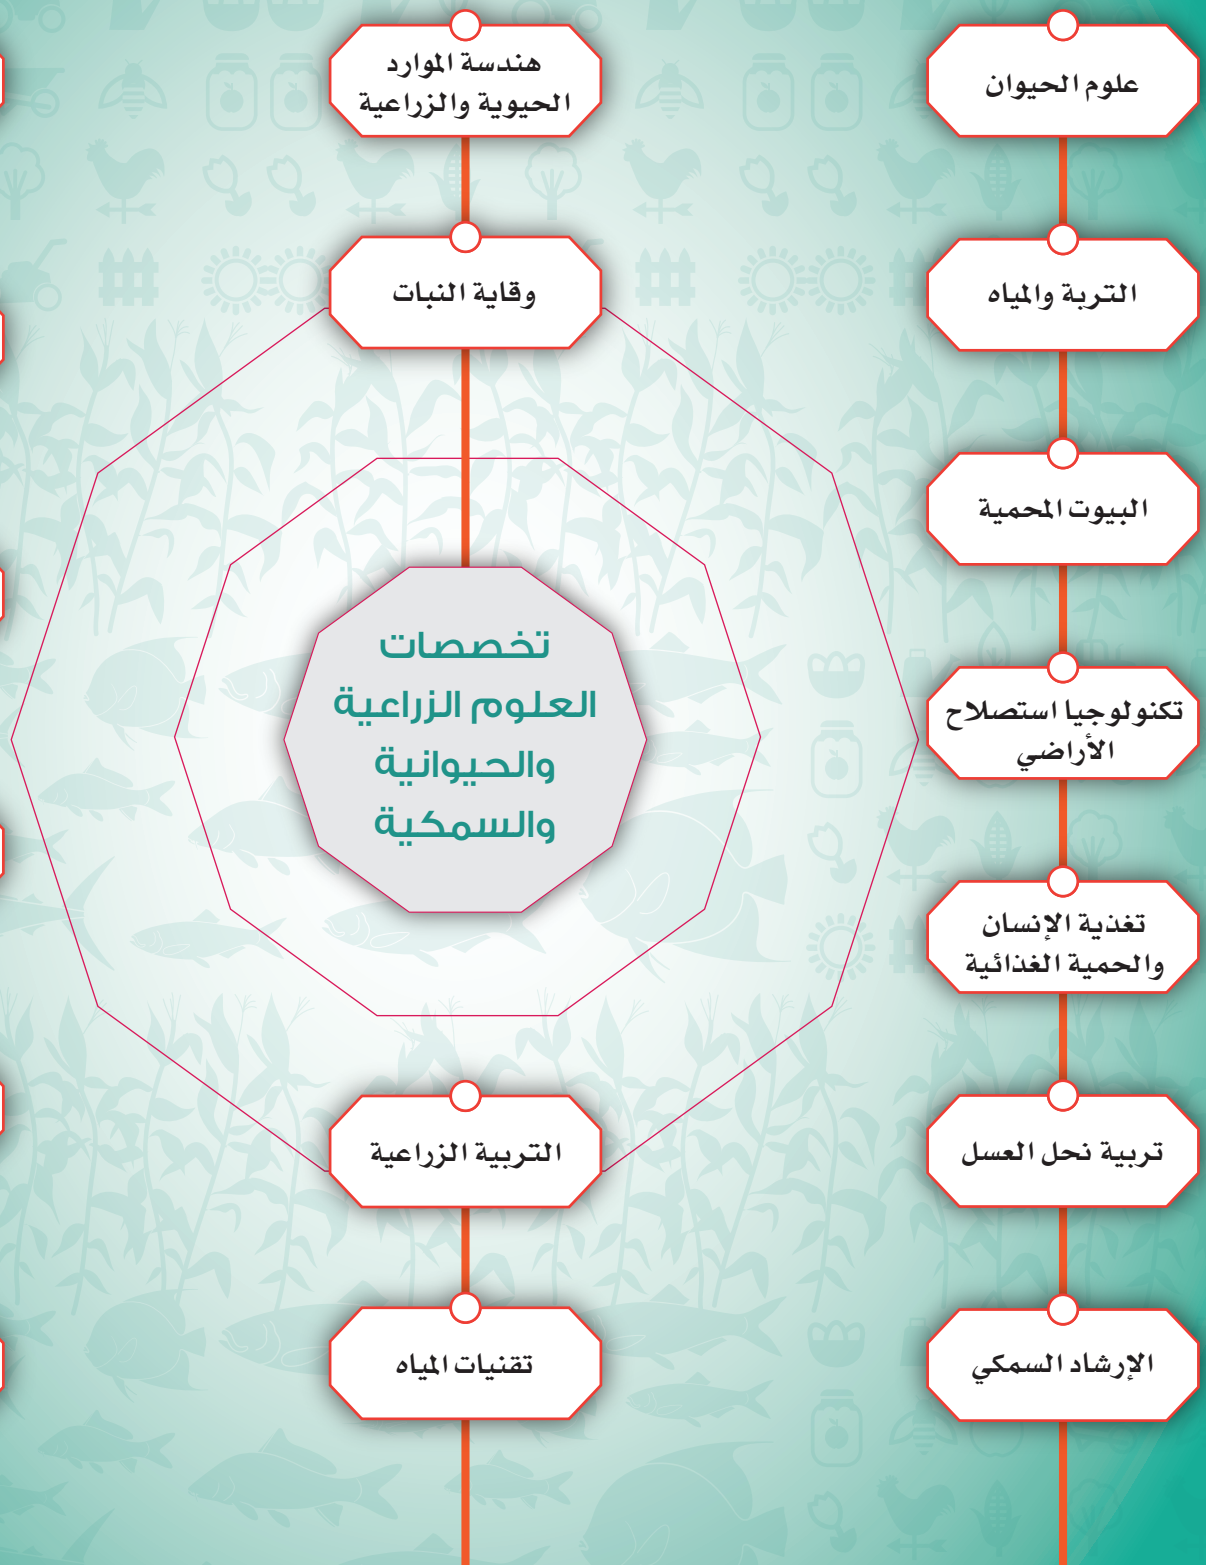 علوم الحيوان
التربة والمياه
البيوت المحمية
تكنولوجيا استصلاح
الأراضي
تغذية الإنسان
والحمية الغذائية
تربية نحل العسل
الإرشاد السمكي
هندسة الموارد
الحيوية والزراعية
وقاية النبات
تخصصات
العلوم الزراعية
والحيوانية
والسمكية
التربية الزراعية
تقنيات المياه